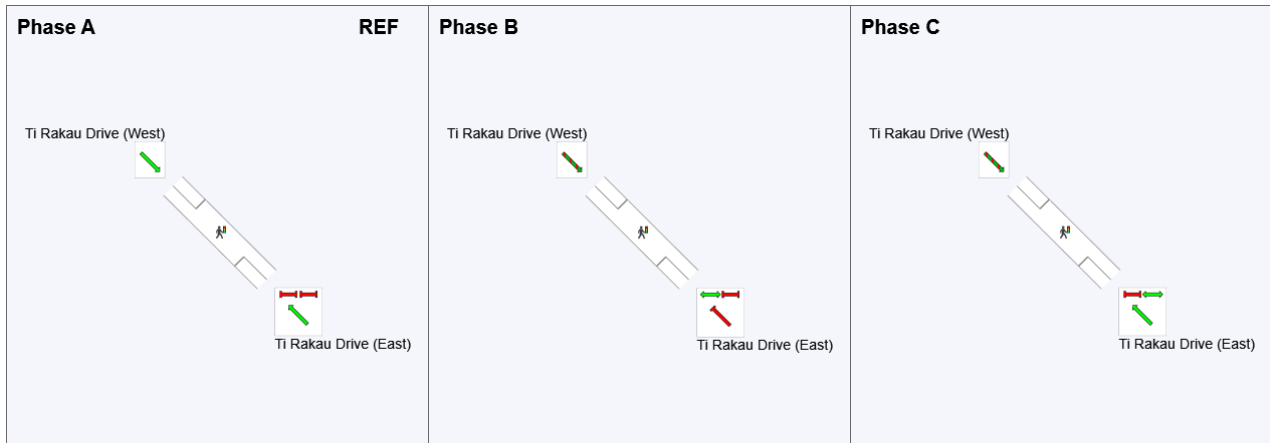 Phase A
REF
Ti Rakau Drive (West)
Ti Rakau Drive (East)
Phase B
Ti Rakau Drive (West)
Ti Rakau Drive (East)
Phase C
Ti Rakau Drive (West)
Ti Rakau Drive (East)